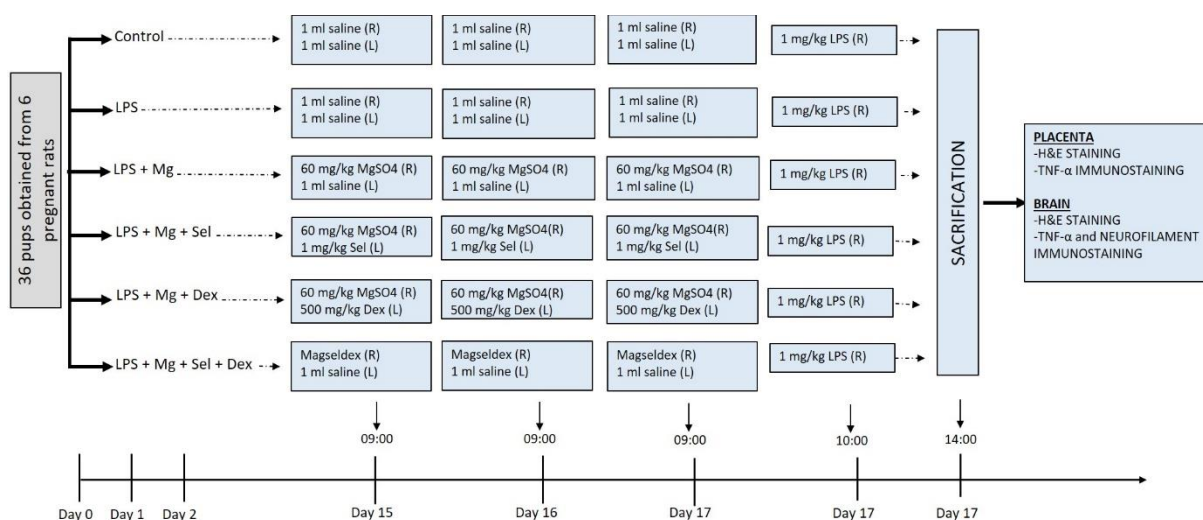 36 pups obtained from 6
pregnant rats
Control
1 ml saline (R)
1 ml saline (L)
1 ml saline (R)
1 ml saline (L)
1 ml saline (R)
1 ml saline (L)
1 mg/kg LPS (R)
LPS
1 ml saline (R)
1 ml saline (L)
1 ml saline (R)
1 ml saline (L)
1 ml saline (R)
1 ml saline (L)
1 mg/kg LPS (R)
LPS + Mg
60 mg/kg MgSO4 (R)
1 ml saline (L)
60 mg/kg MgSO4 (R)
1 ml saline (L)
60 mg/kg MgSO4 (R)
1 ml saline (L)
1 mg/kg LPS (R)
LPS + Mg + Sel
60 mg/kg MgSO4 (R)
1 mg/kg Sel (L)
60 mg/kg MgSO4 (R)
1 mg/kg Sel (L)
60 mg/kg MgSO4 (R)
1 mg/kg Sel (L)
1 mg/kg LPS (R)
LPS + Mg + Dex
60 mg/kg MgSO4(R)
500 mg/kg Dex (L)
60 mg/kg MgSO4 (R)
500 mg/kg Dex (L)
60 mg/kg MgSO4 (R)
500 mg/kg Dex (L)
1 mg/kg LPS (R)
LPS + Mg + Sel + Dex
Magseldex (R)
1 ml saline (L)
Magseldex (R)
1 ml saline (L)
Magseldex (R)
1 ml saline (L)
1 mg/kg LPS (R)
SACRIFICATION
PLACENTA
-H&E STAINING
-TNF-α IMMUNOSTAINING
BRAIN
-H&E STAINING
-TNF-α and NEUROFILAMENT
IMMUNOSTAINING
09:00
09:00
09:00
10:00
14:00
Day 0
Day 1
Day 2
Day 15
Day 16
Day 17
Day 17
Day 17